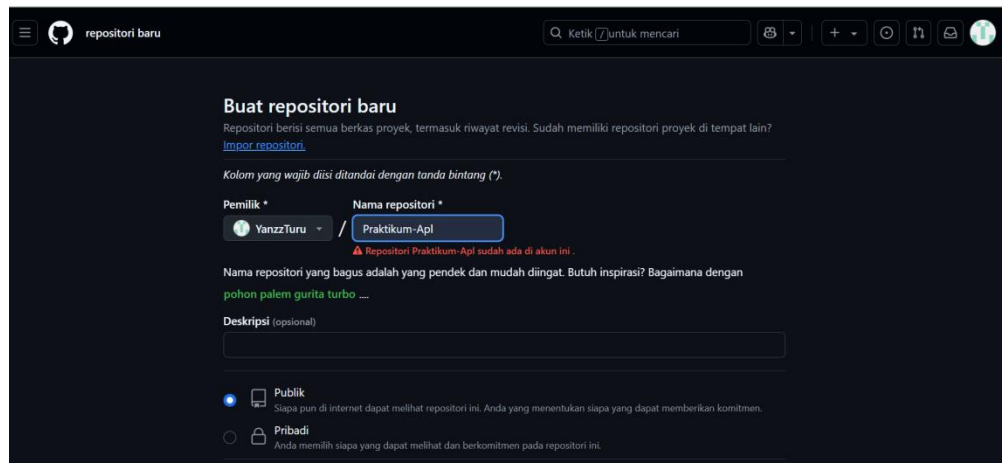 repositori baru
Ketik / untuk mencari
Buat repositori baru
Repositori berisi semua berkas proyek, termasuk riwayat revisi. Sudah memiliki repositori proyek di tempat lain?
Impor repositori.
Kolom yang wajib diisi ditandai dengan tanda bintang (*).
Pemilik * Nama repositori *
YanzzTuru / Praktikum-Apl
Repositori Praktikum-Apl sudah ada di akun ini .
Nama repositori yang bagus adalah yang pendek dan mudah diingat. Butuh inspirasi? Bagaimana dengan
pohon palem gurita turbo ....
Deskripsi (opsional)
Publik
Siapa pun di internet dapat melihat repositori ini. Anda yang menentukan siapa yang dapat memberikan komitmen.
Pribadi
Anda memilih siapa yang dapat melihat dan berkomitmen pada repositori ini.